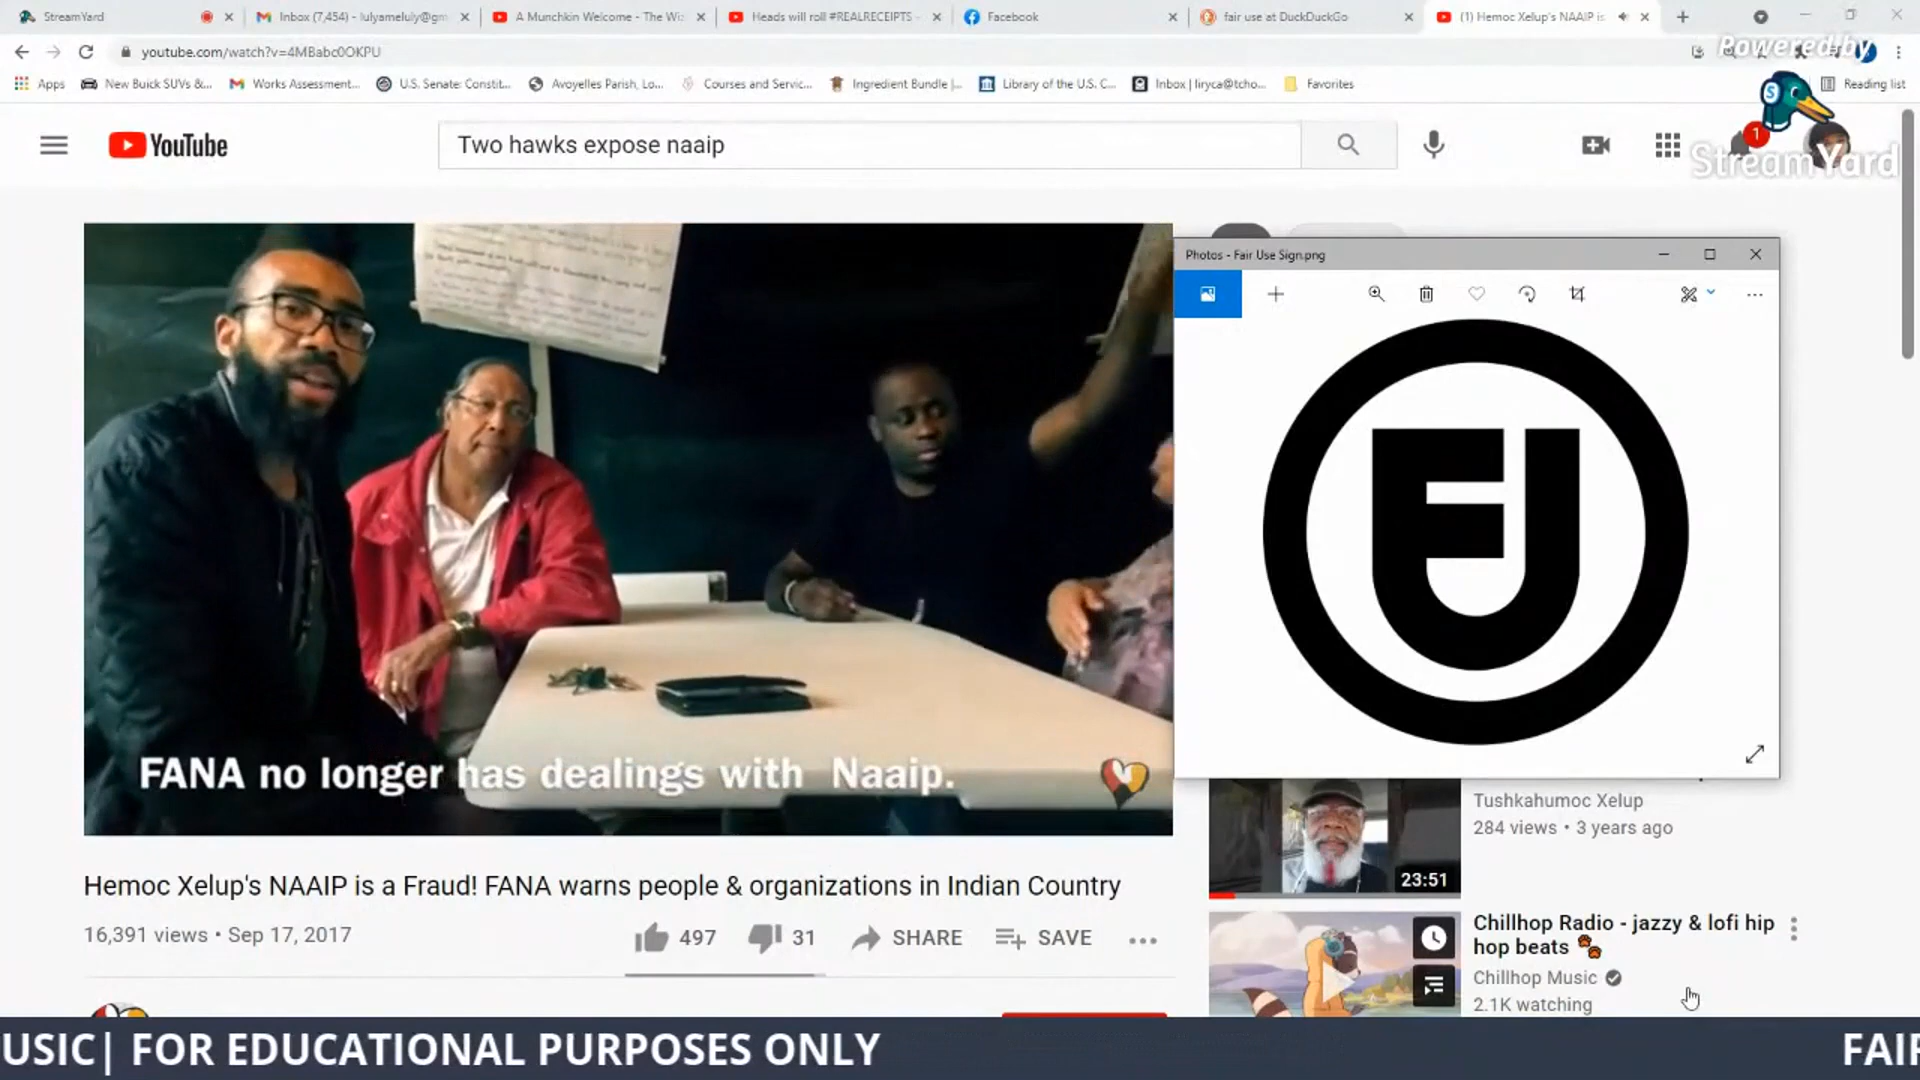 StreamYard
Inbox (7,454) - lulyameluly@gm
A Munchkin Welcome - The Wi
Heads will roll #REALRECEIPTS -
Facebook
fair use at DuckDuckGo
(1) Hemoc Xelup's NAAIP is
youtube.com/watch?v=4MBabc0OKPU
Powered by
Apps
New Buick SUVs &...
Works Assessment...
U.S. Senate: Constit...
Avoyelles Parish, Lo...
Courses and Servic...
Ingredient Bundle |...
Library of the U.S. C...
Inbox | liryca@tcho...
Favorites
Reading list
YouTube
Two hawks expose naaip
1
StreamYard
Photos - Fair Use Sign.png
FU
FANA no longer has dealings with Naaip.
Tushkahumoc Xelup
284 views • 3 years ago
23:51
Hemoc Xelup's NAAIP is a Fraud! FANA warns people & organizations in Indian Country
16,391 views • Sep 17, 2017
497
31
SHARE
SAVE
Chillhop Radio - jazzy & lofi hip
hop beats
Chillhop Music
2.1K watching
USIC| FOR EDUCATIONAL PURPOSES ONLY
FAIR